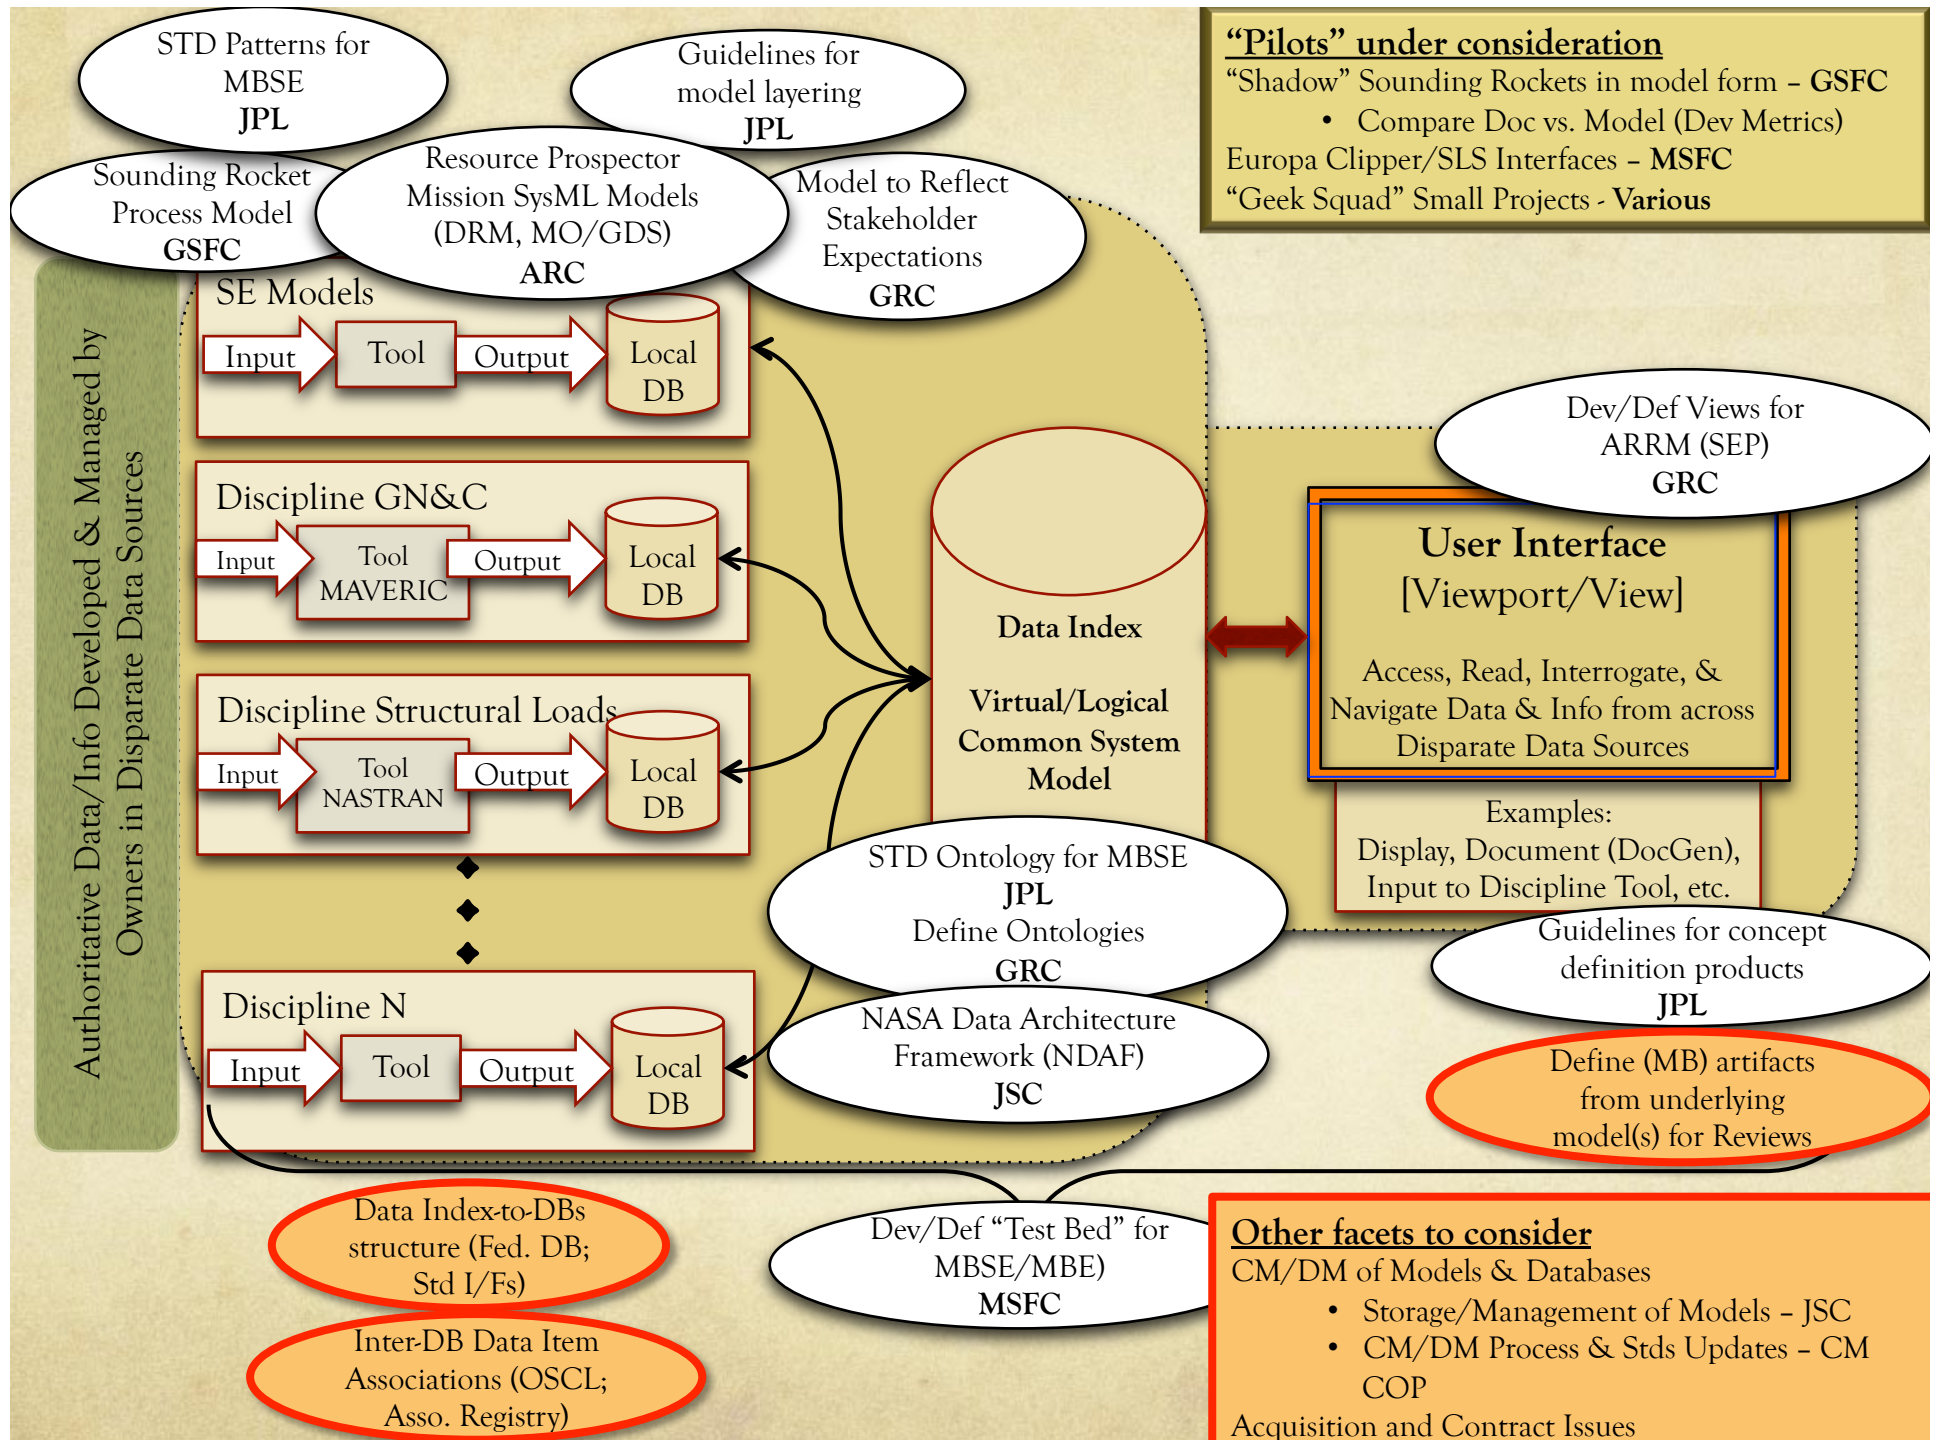 STD Patterns for
MBSE
JPL
Guidelines for
model layering
JPL
Sounding Rocket
Process Model
GSFC
Resource Prospector
Mission SysML Models
(DRM, MO/GDS)
ARC
Model to Reflect
Stakeholder
Expectations
GRC
“Pilots” under consideration
“Shadow” Sounding Rockets in model form – GSFC
• Compare Doc vs. Model (Dev Metrics)
Europa Clipper/SLS Interfaces – MSFC
“Geek Squad” Small Projects - Various
Authoritative Data/Info Developed & Managed by
Owners in Disparate Data Sources
SE Models
Input
Tool
Output
Local
DB
Discipline GN&C
Input
Tool
MAVERIC
Output
Local
DB
Discipline Structural Loads
Input
Tool
NASTRAN
Output
Local
DB
Discipline N
Input
Tool
Output
Local
DB
Data Index
Virtual/Logical
Common System
Model
STD Ontology for MBSE
JPL
Define Ontologies
GRC
NASA Data Architecture
Framework (NDAF)
JSC
Dev/Def Views for
ARRM (SEP)
GRC
User Interface
[Viewport/View]
Access, Read, Interrogate, &
Navigate Data & Info from across
Disparate Data Sources
Examples:
Display, Document (DocGen),
Input to Discipline Tool, etc.
Guidelines for concept
definition products
JPL
Define (MB) artifacts
from underlying
model(s) for Reviews
Data Index-to-DBs
structure (Fed. DB;
Std I/Fs)
Inter-DB Data Item
Associations (OSCL;
Asso. Registry)
Dev/Def “Test Bed” for
MBSE/MBE)
MSFC
Other facets to consider
CM/DM of Models & Databases
• Storage/Management of Models – JSC
• CM/DM Process & Stds Updates – CM
COP
Acquisition and Contract Issues